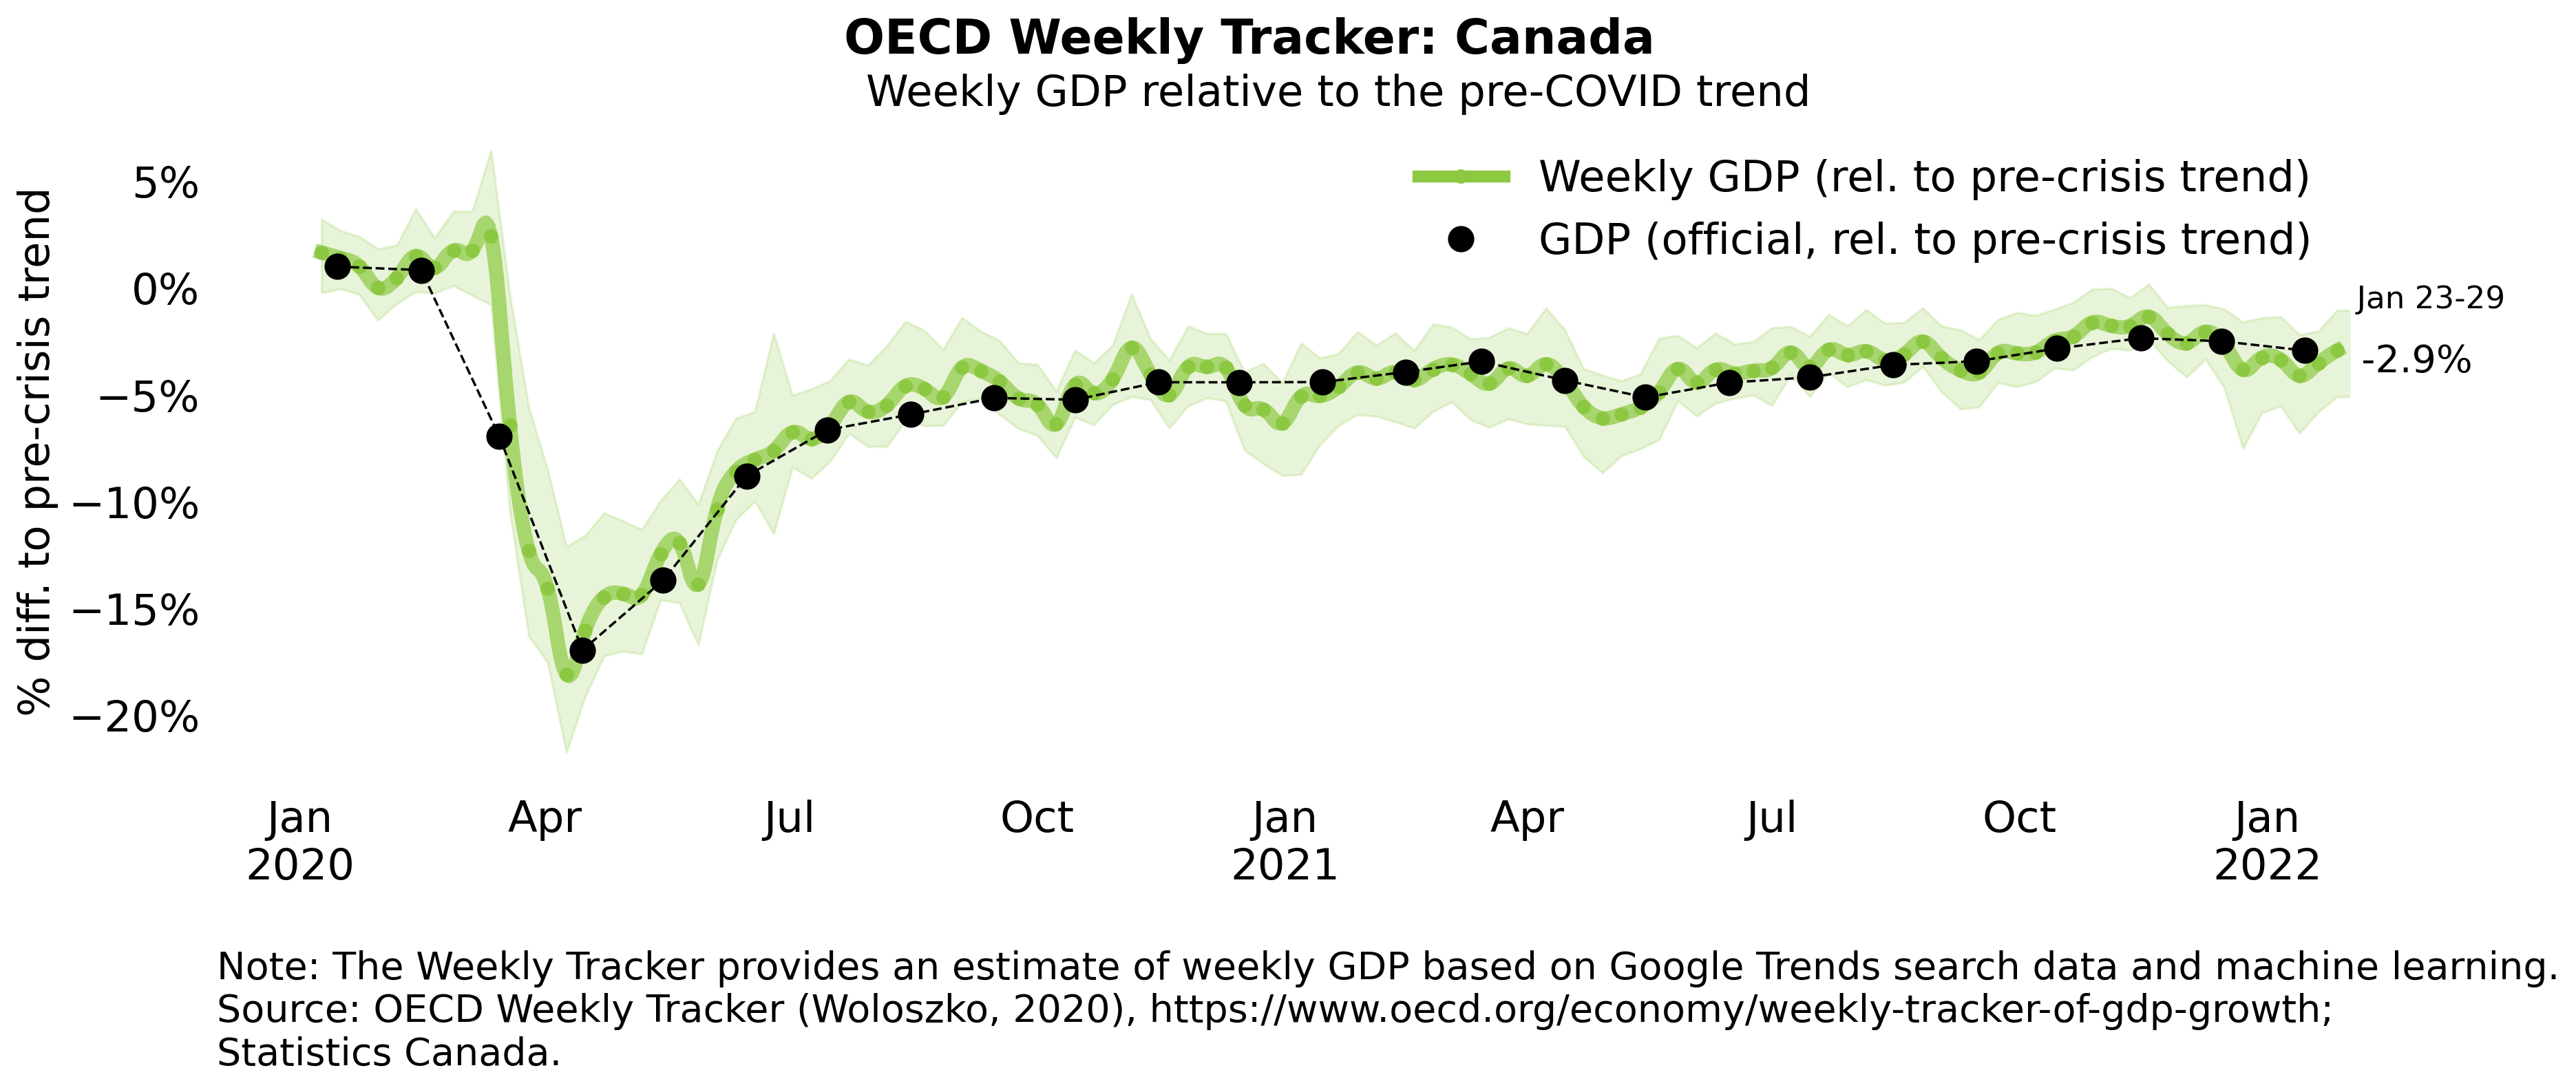 OECD Weekly Tracker: Canada
Weekly GDP relative to the pre-COVID trend
Weekly GDP (rel. to pre-crisis trend)
GDP (official, rel. to pre-crisis trend)
% diff. to pre-crisis trend
5%
0%
−5%
−10%
−15%
−20%
Jan 23-29
-2.9%
Jan Apr Jul Oct Jan Apr Jul Oct Jan
2020 2021 2022
Note: The Weekly Tracker provides an estimate of weekly GDP based on Google Trends search data and machine learning.
Source: OECD Weekly Tracker (Woloszko, 2020), https://www.oecd.org/economy/weekly-tracker-of-gdp-growth;
Statistics Canada.